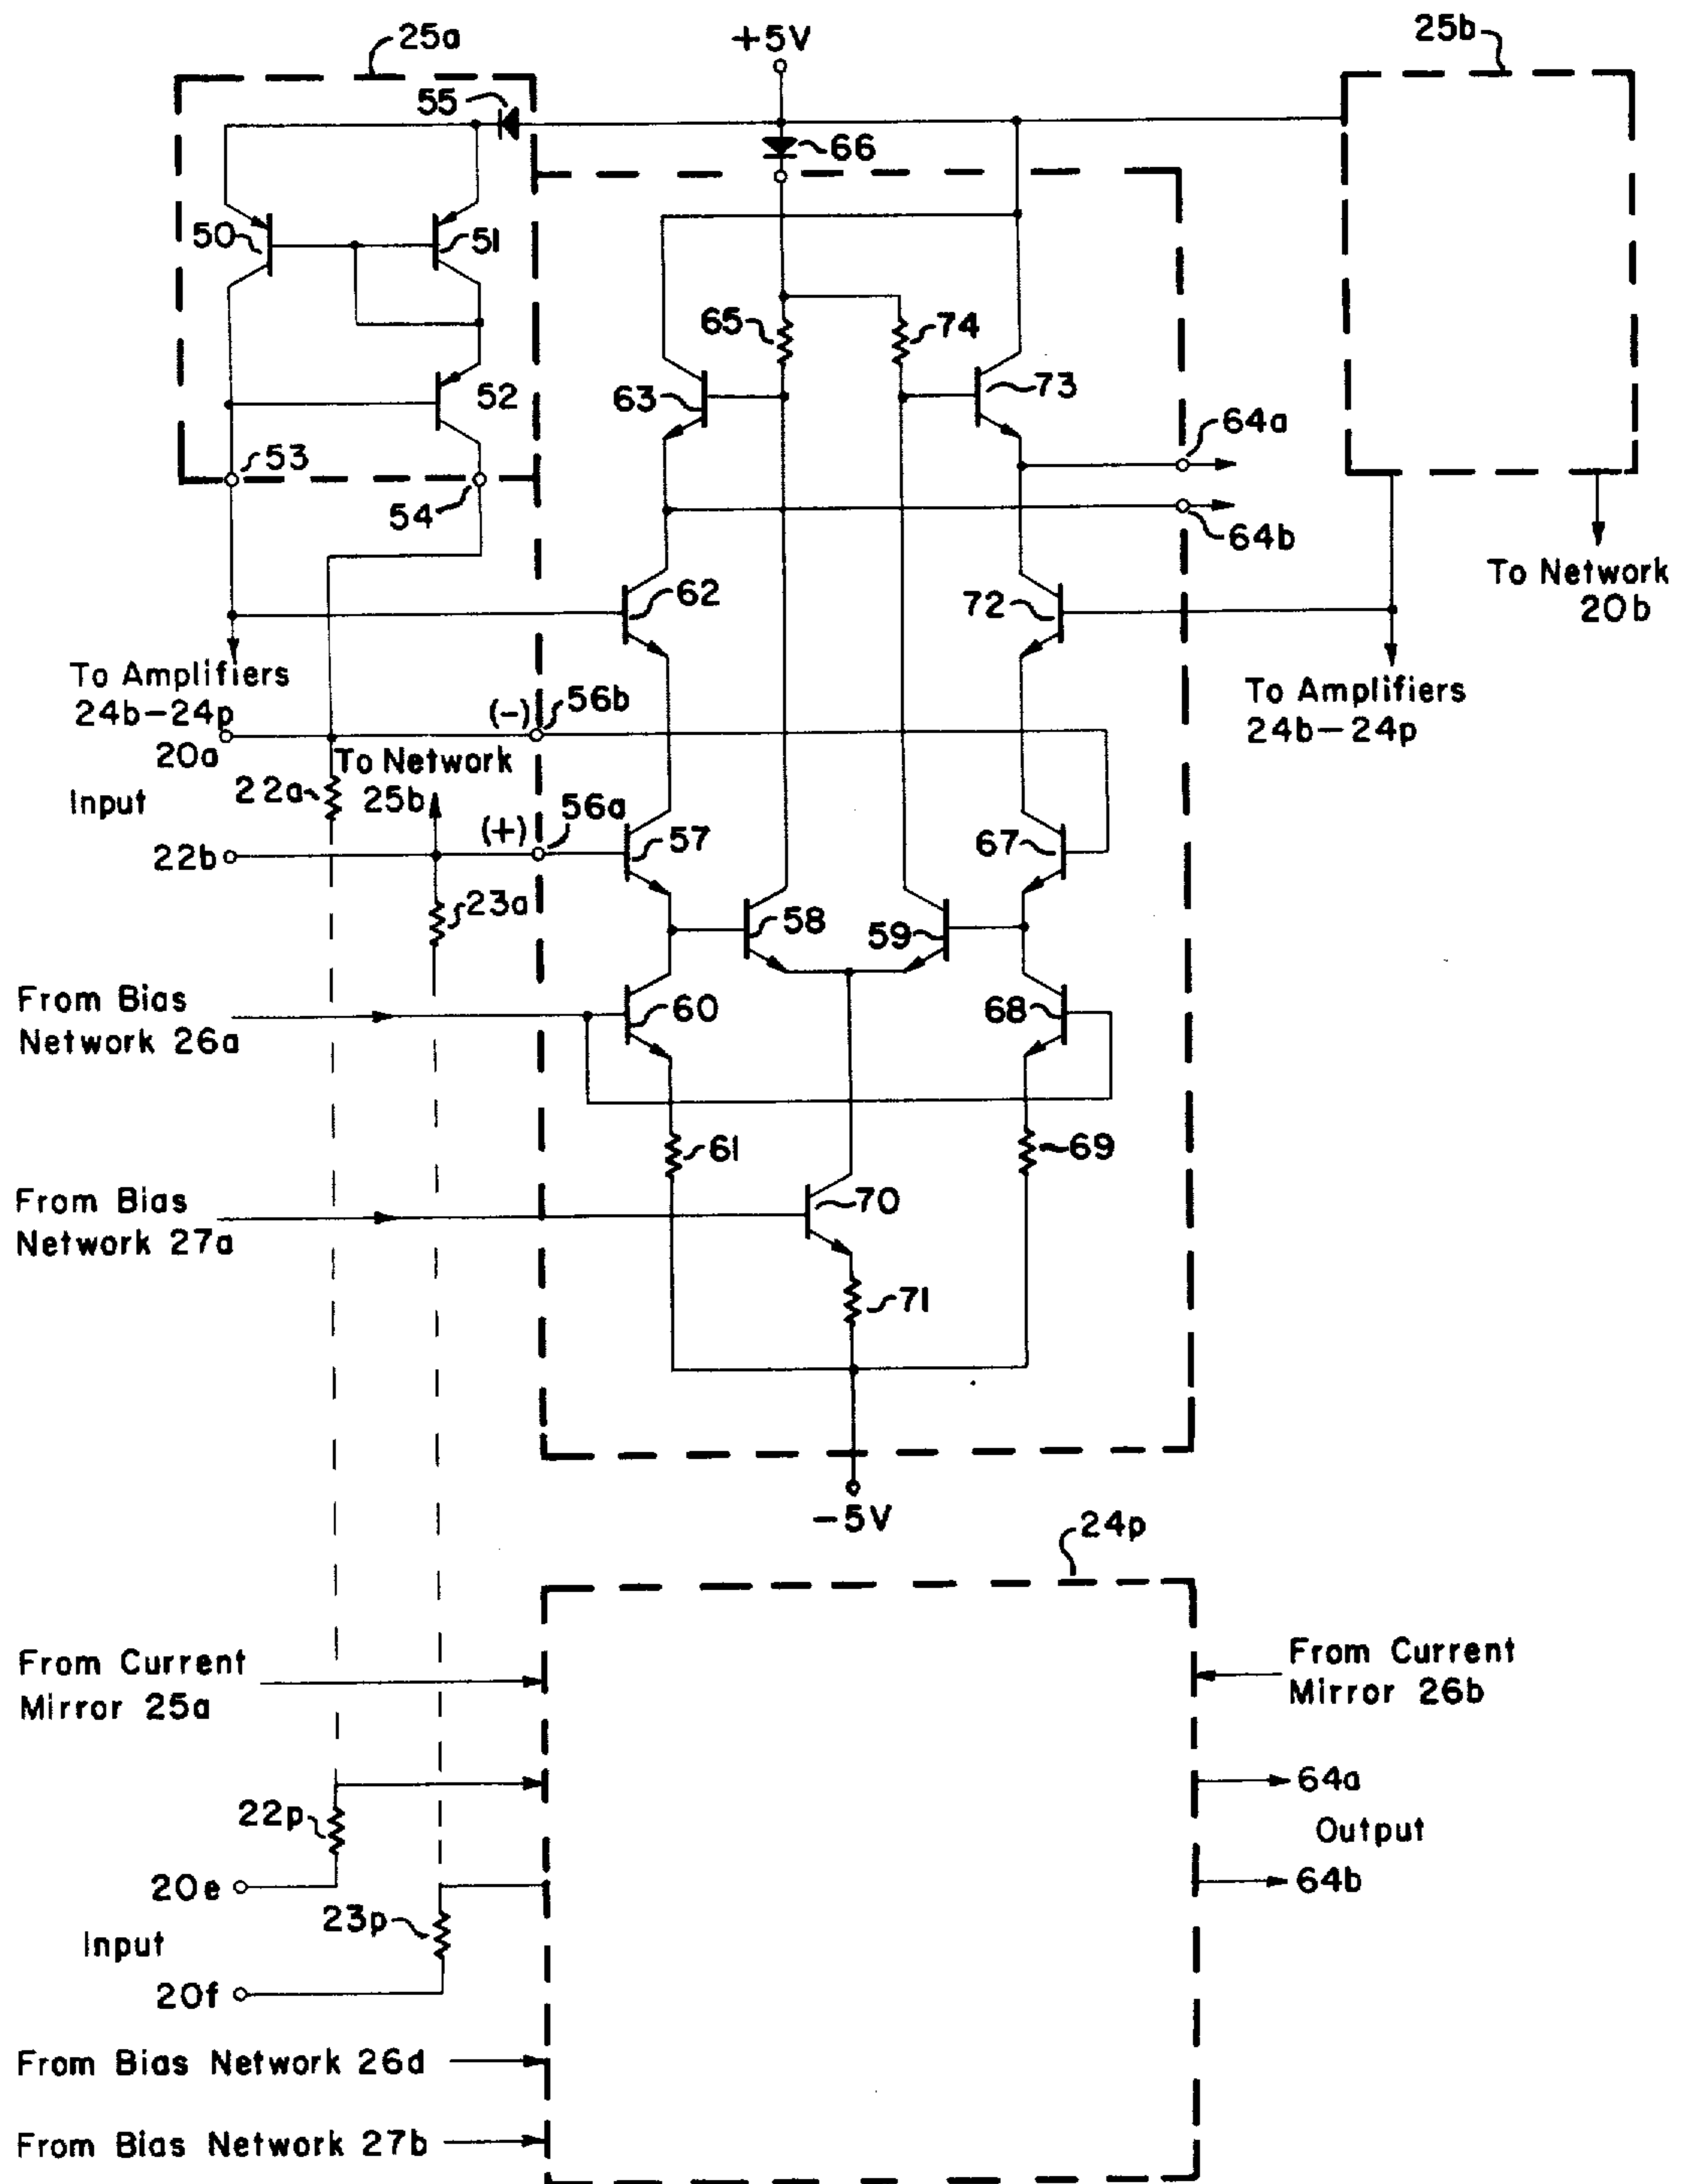 25a
+5V
25b
55
66
50
51
65
74
63
73
52
64a
53
54
64b
To Network
20b
62
72
To Amplifiers
24b-24p
(-)
56b
To Amplifiers
24b-24p
20a
To Network
25b
Input
22a
56a
(+)
57
67
22b
23a
58
59
From Bias
Network 26a
60
68
61
69
From Bias
Network 27a
70
71
-5V
24p
From Current
Mirror 25a
From Current
Mirror 26b
64a
22p
Output
20e
64b
23p
Input
20f
From Bias Network 26d
From Bias Network 27b